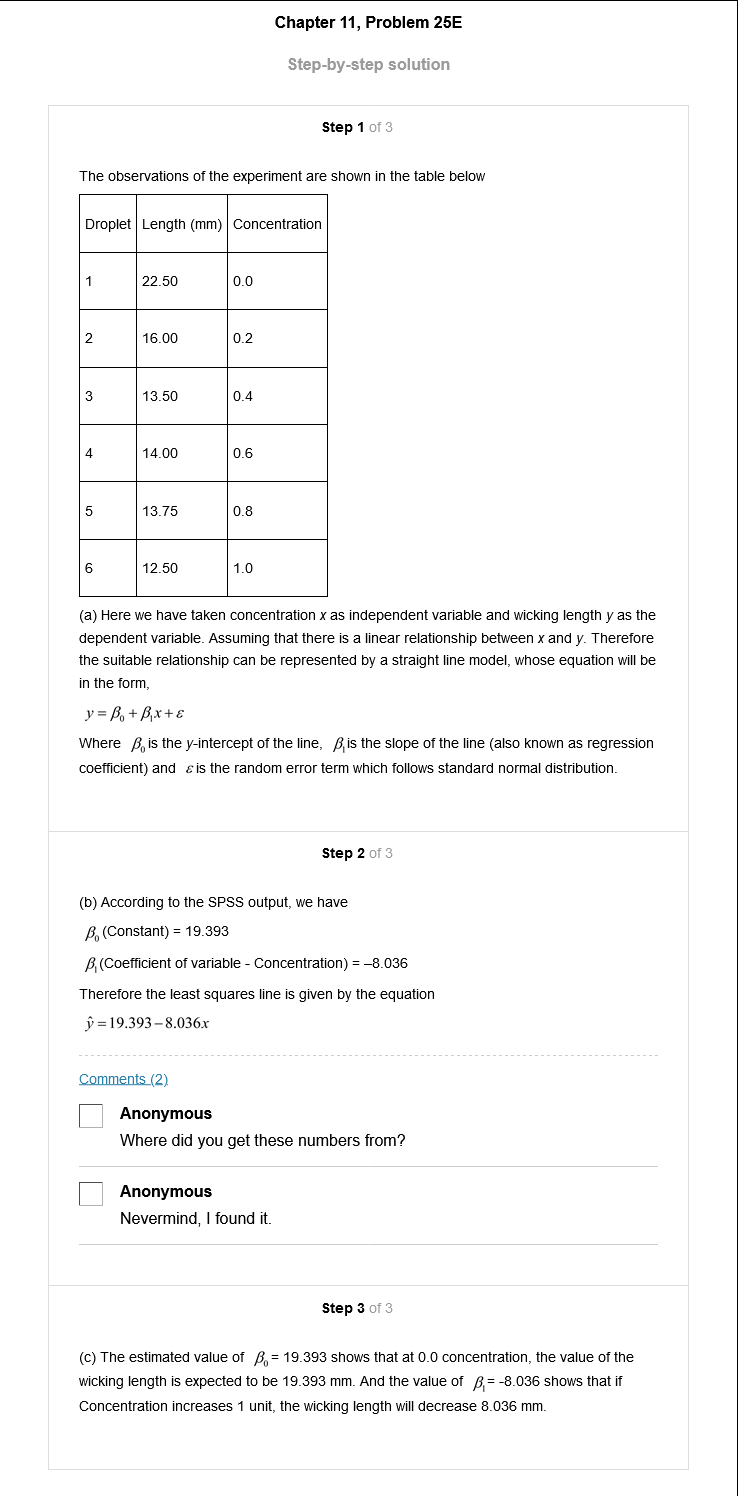 Chapter 11, Problem 25E
Step-by-step solution
Step 1 of 3
The observations of the experiment are shown in the table below
Droplet Length (mm) Concentration
1 22.50 0.0
2 16.00 0.2
3 13.50 0.4
4 14.00 0.6
5 13.75 0.8
6 12.50 1.0
(a) Here we have taken concentration x as independent variable and wicking length y as the
dependent variable. Assuming that there is a linear relationship between x and y. Therefore
the suitable relationship can be represented by a straight line model, whose equation will be
in the form,
y = β₀ + β₁x + ε
Where β₀ is the y-intercept of the line, β₁ is the slope of the line (also known as regression
coefficient) and ε is the random error term which follows standard normal distribution.
Step 2 of 3
(b) According to the SPSS output, we have
β₀ (Constant) = 19.393
β₁ (Coefficient of variable - Concentration) = –8.036
Therefore the least squares line is given by the equation
ŷ = 19.393 – 8.036x
Comments (2)
Anonymous
Where did you get these numbers from?
Anonymous
Nevermind, I found it.
Step 3 of 3
(c) The estimated value of β₀ = 19.393 shows that at 0.0 concentration, the value of the
wicking length is expected to be 19.393 mm. And the value of β₁ = -8.036 shows that if
Concentration increases 1 unit, the wicking length will decrease 8.036 mm.